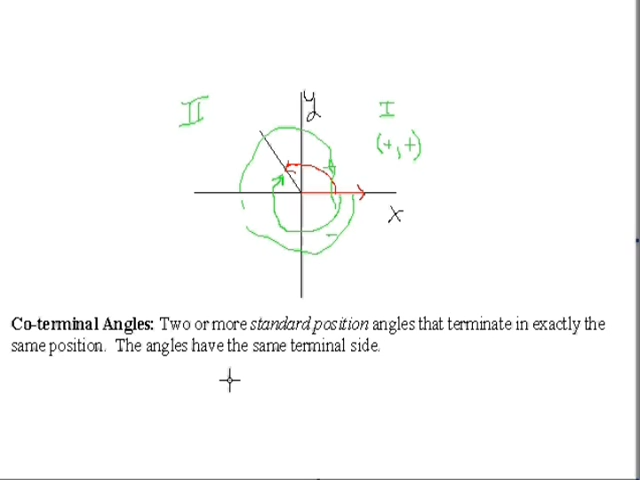 y
II
I
(+,+)
x
Co-terminal Angles: Two or more standard position angles that terminate in exactly the
same position. The angles have the same terminal side.